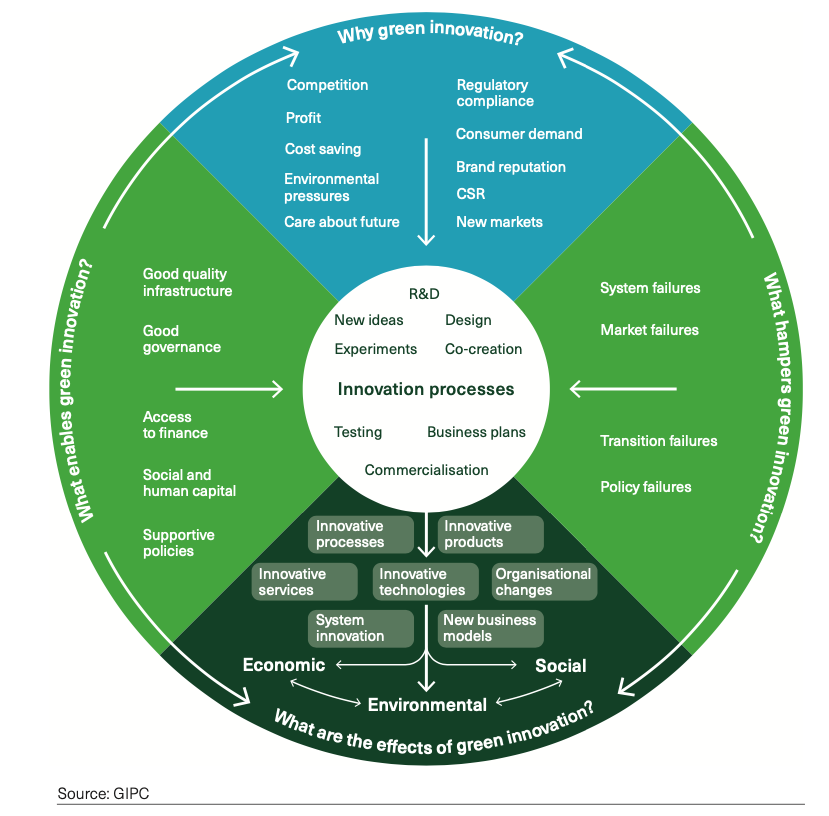 Why green innovation?
Competition
Profit
Cost saving
Environmental
pressures
Care about future
Regulatory
compliance
Consumer demand
Brand reputation
CSR
New markets
What enables green innovation?
Good quality
infrastructure
Good
governance
Access
to finance
Social and
human capital
Supportive
policies
R&D
New ideas
Design
Experiments
Co-creation
Innovation processes
Testing
Business plans
Commercialisation
System failures
Market failures
Transition failures
Policy failures
What hampers green innovation?
Innovative
processes
Innovative
products
Innovative
services
Innovative
technologies
Organisational
changes
System
innovation
New business
models
Economic
Social
Environmental
What are the effects of green innovation?
Source: GIPC